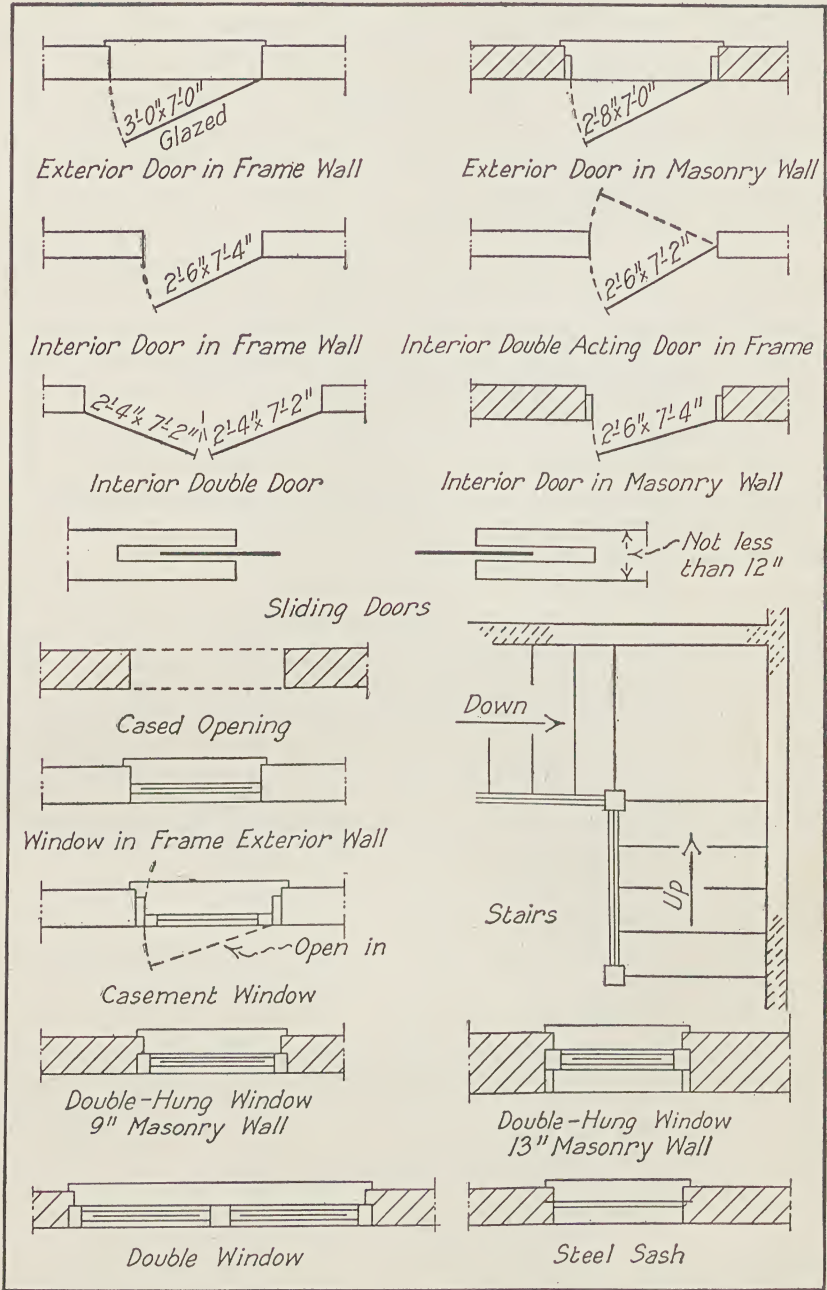 3'-0"x7'-0"
Glazed
Exterior Door in Frame Wall
2'-8"x7'-0"
Exterior Door in Masonry Wall
2'-6"x7'-4"
Interior Door in Frame Wall
2'-6"x7'-2"
Interior Double Acting Door in Frame
2'-4"x7'-2"
2'-4"x7'-2"
Interior Double Door
2'-6"x7'-4"
Interior Door in Masonry Wall
Not less
than 12"
Sliding Doors
Cased Opening
Down
Up
Stairs
Window in Frame Exterior Wall
Open in
Casement Window
Double-Hung Window
9" Masonry Wall
Double-Hung Window
13" Masonry Wall
Double Window
Steel Sash